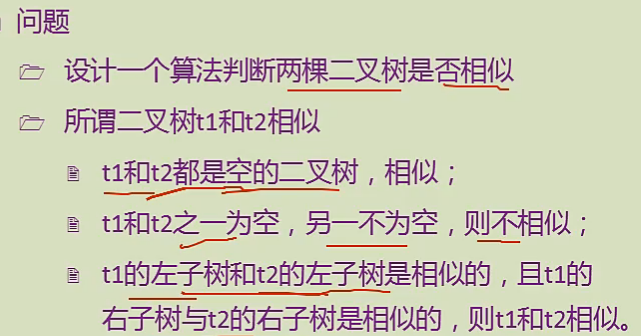 问题
设计一个算法判断两棵二叉树是否相似
所谓二叉树t1和t2相似
t1和t2都是空的二叉树，相似；
t1和t2之一为空，另一不为空，则不相似；
t1的左子树和t2的左子树是相似的，且t1的
右子树与t2的右子树是相似的，则t1和t2相似。